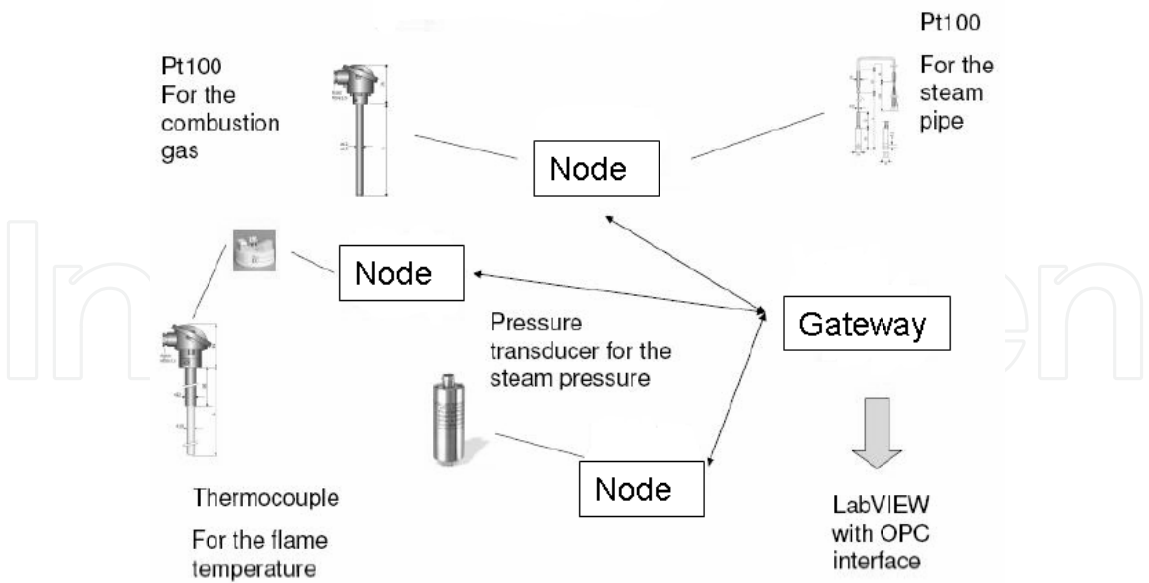 Pt100
For the
combustion
gas
Pt100
For the
steam
pipe
Node
Node
Pressure
transducer for the
steam pressure
Gateway
Node
Thermocouple
For the flame
temperature
LabVIEW
with OPC
interface